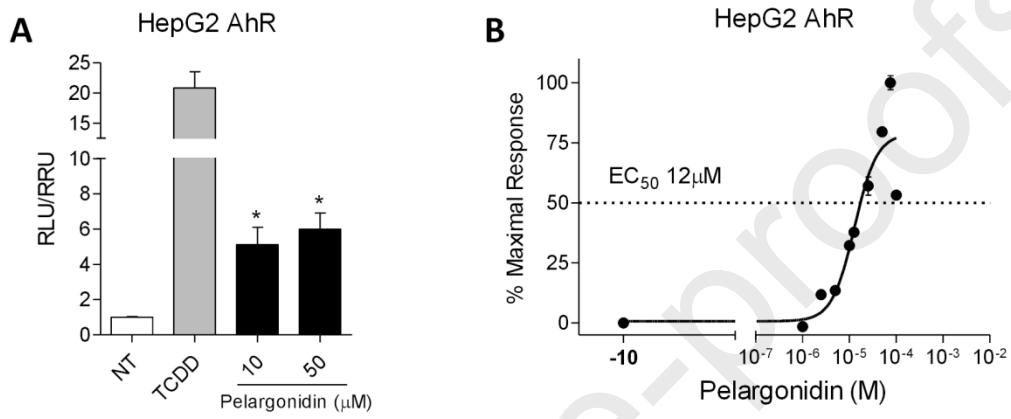 A
HepG2 AhR
25
20
15
10
8
6
4
2
0
RLU/RRU
*
*
NT
TCDD
10
50
Pelargonidin (μM)
B
HepG2 AhR
100
75
50
25
0
% Maximal Response
EC₅₀ 12μM
-10
10⁻⁷
10⁻⁶
10⁻⁵
10⁻⁴
10⁻³
10⁻²
Pelargonidin (M)
e-proof